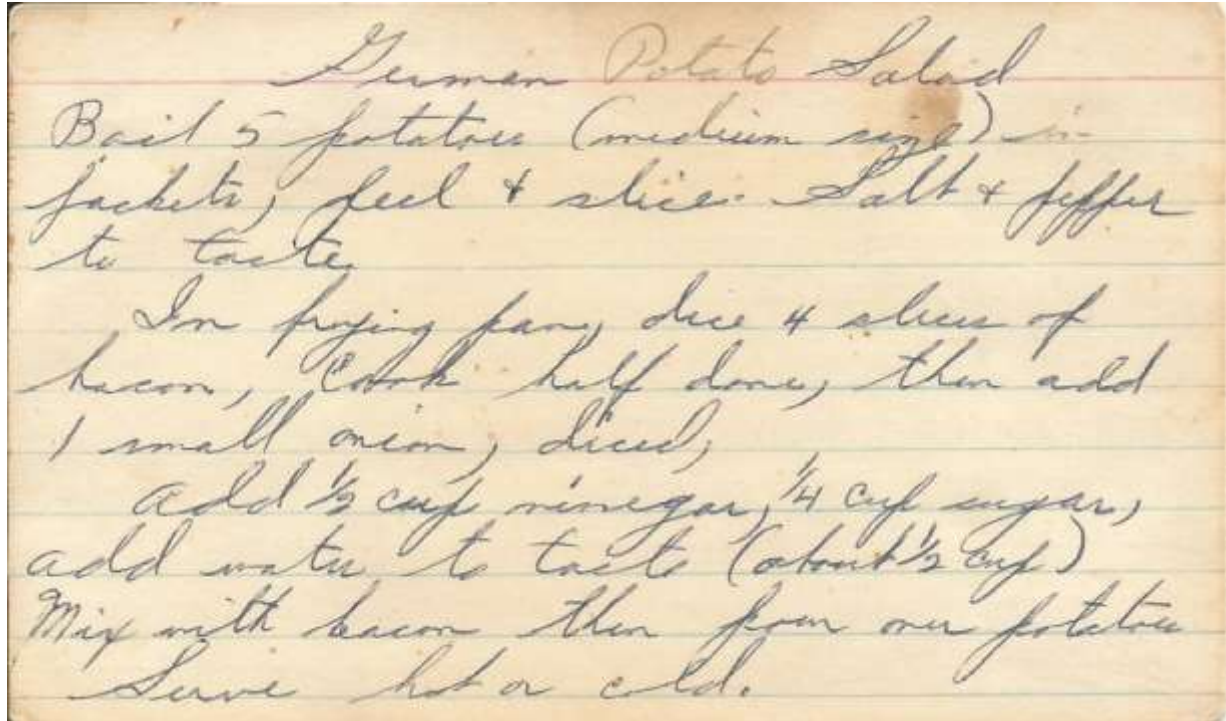 German Potato Salad
Boil 5 potatoes (medium size) in
jackets, peel + slice. Salt + pepper
to taste.
In frying pan, dice 4 slices of
bacon, cook half done, then add
1 small onion, diced,
add 1/2 cup vinegar, 1/4 cup sugar,
add water to taste (about 1/2 cup)
Mix with bacon then pour over potatoes
Serve hot or cold.